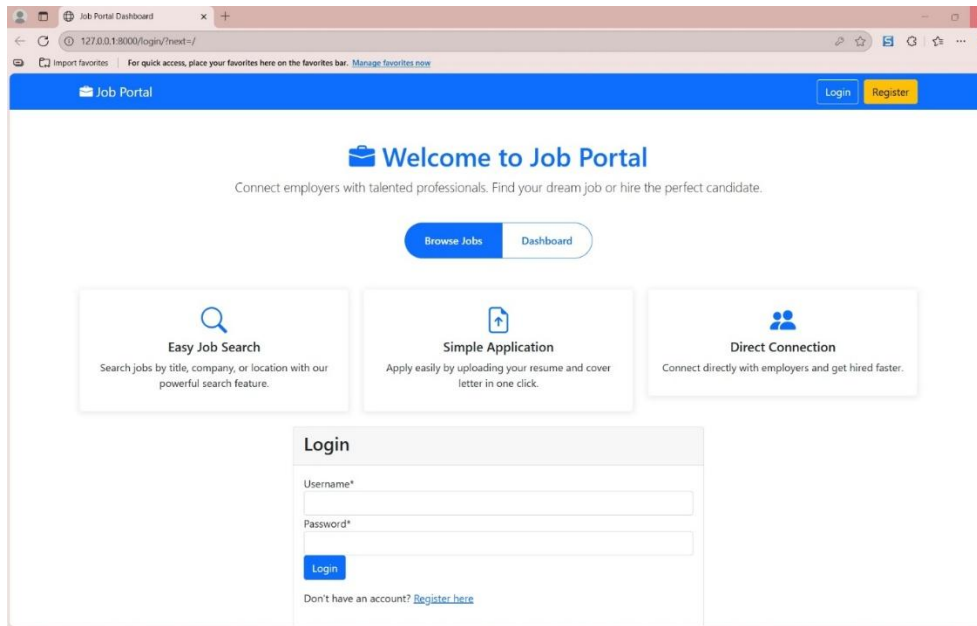 Job Portal Dashboard
127.0.0.1:8000/login/?next=/
Import favorites For quick access, place your favorites here on the favorites bar. Manage favorites now
Job Portal Login Register
Welcome to Job Portal
Connect employers with talented professionals. Find your dream job or hire the perfect candidate.
Browse Jobs Dashboard
Easy Job Search
Search jobs by title, company, or location with our
powerful search feature.
Simple Application
Apply easily by uploading your resume and cover
letter in one click.
Direct Connection
Connect directly with employers and get hired faster.
Login
Username*
Password*
Login
Don't have an account? Register here